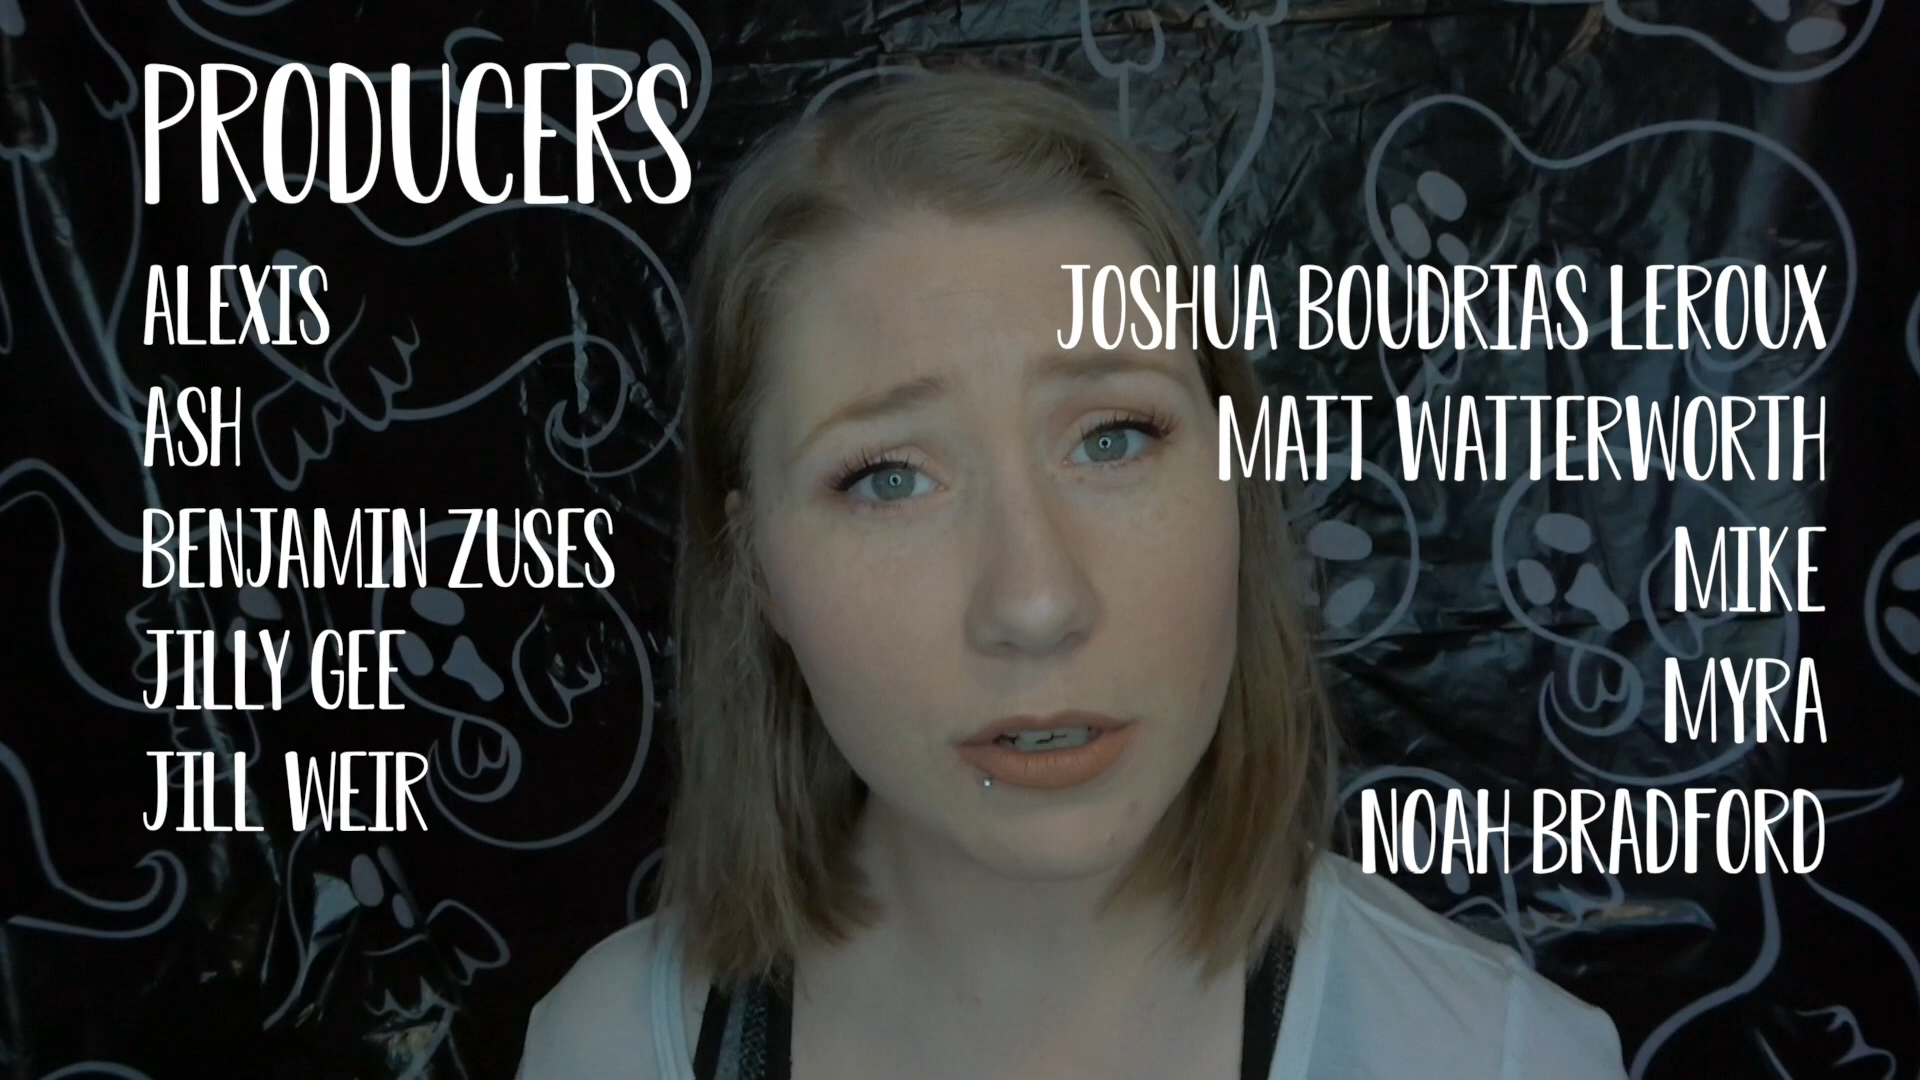 PRODUCERS
ALEXIS
ASH
BENJAMIN ZUSES
JILLY GEE
JILL WEIR
JOSHUA BOUDRIAS LEROUX
MATT WATTERWORTH
MIKE
MYRA
NOAH BRADFORD